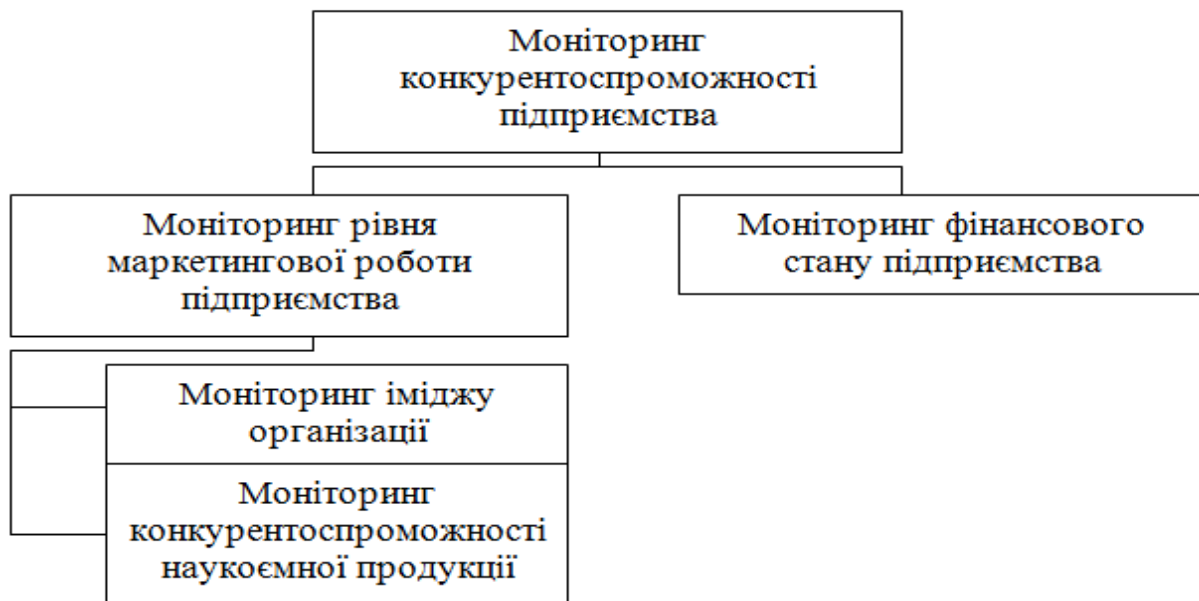 Моніторинг
конкурентоспроможності
підприємства
Моніторинг рівня
маркетингової роботи
підприємства
Моніторинг фінансового
стану підприємства
Моніторинг іміджу
організації
Моніторинг
конкурентоспроможності
наукоємної продукції